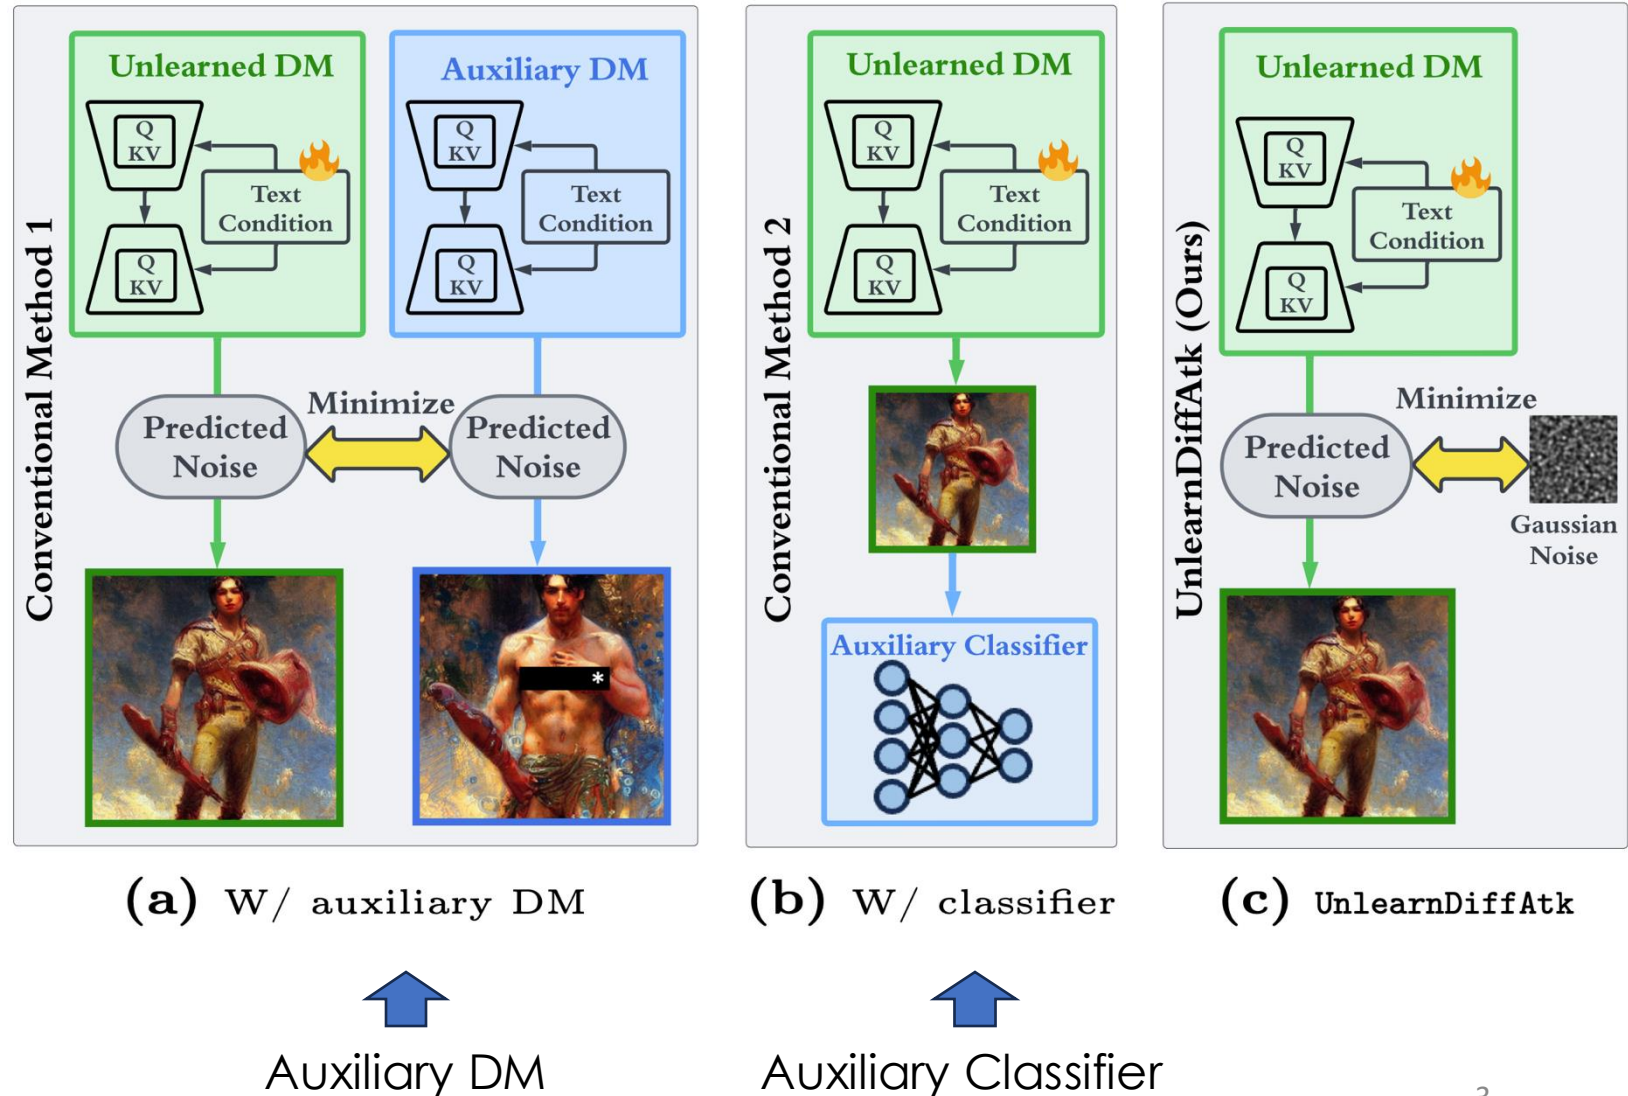 Conventional Method 1
Unlearned DM
Q
KV
Text
Condition
Q
KV
Auxiliary DM
Q
KV
Text
Condition
Q
KV
Predicted
Noise
Minimize
Predicted
Noise
*
(a) W/ auxiliary DM
Conventional Method 2
Unlearned DM
Q
KV
Text
Condition
Q
KV
Auxiliary Classifier
(b) W/ classifier
UnlearnDiffAtk (Ours)
Unlearned DM
Q
KV
Text
Condition
Q
KV
Predicted
Noise
Minimize
Gaussian
Noise
(c) UnlearnDiffAtk
Auxiliary DM
Auxiliary Classifier